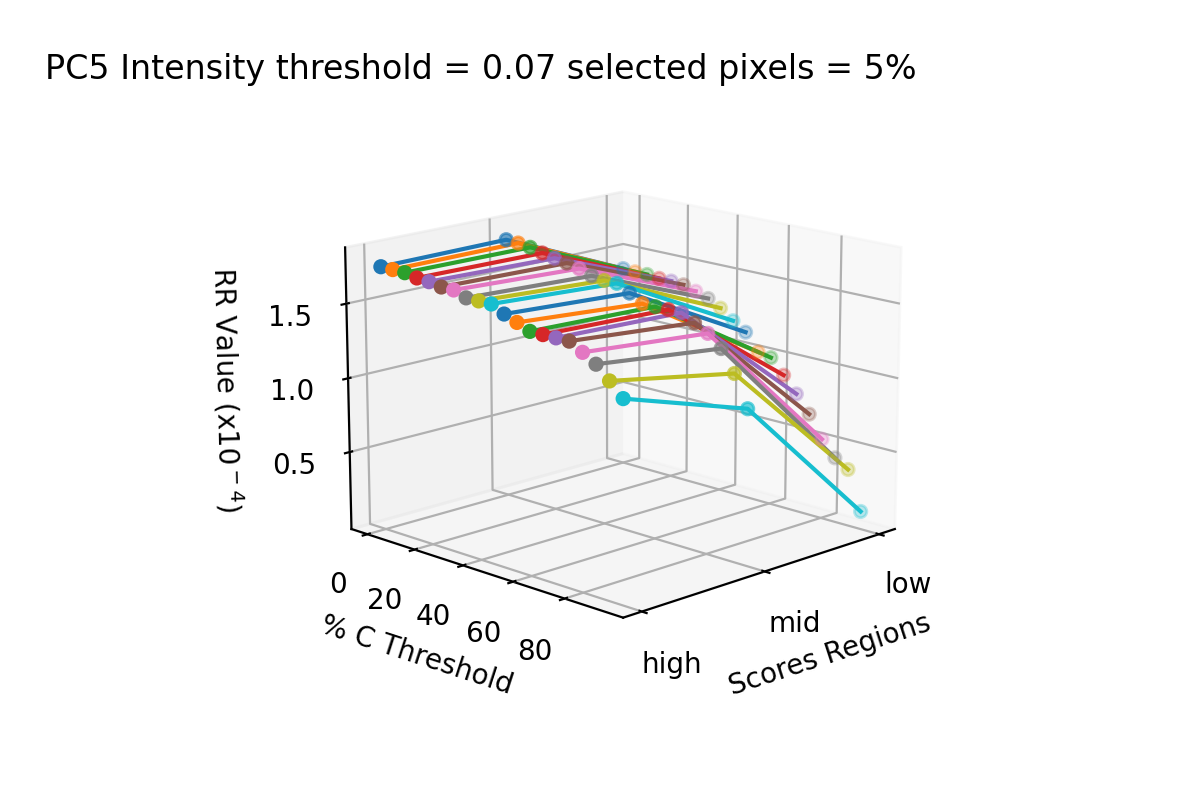 PC5 Intensity threshold = 0.07 selected pixels = 5%
RR Value (x10⁻⁴)
1.5
1.0
0.5
0
20
40
60
80
% C Threshold
high
mid
low
Scores Regions